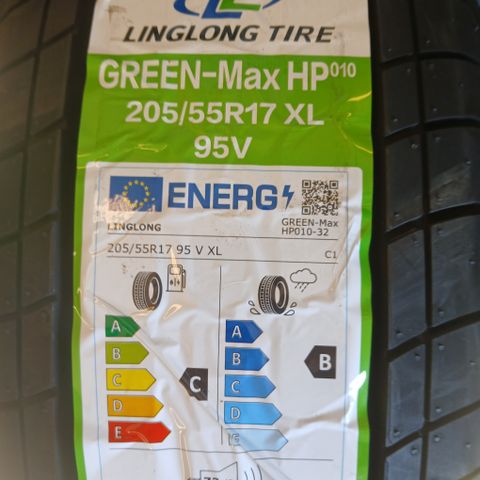 LINGLONG TIRE
GREEN-Max HP010
205/55R17 XL
95V
ENERG
LINGLONG
GREEN-Max
HP010-32
205/55R17 95 V XL
C1
A
B
C
D
E
C
A
B
C
D
E
B